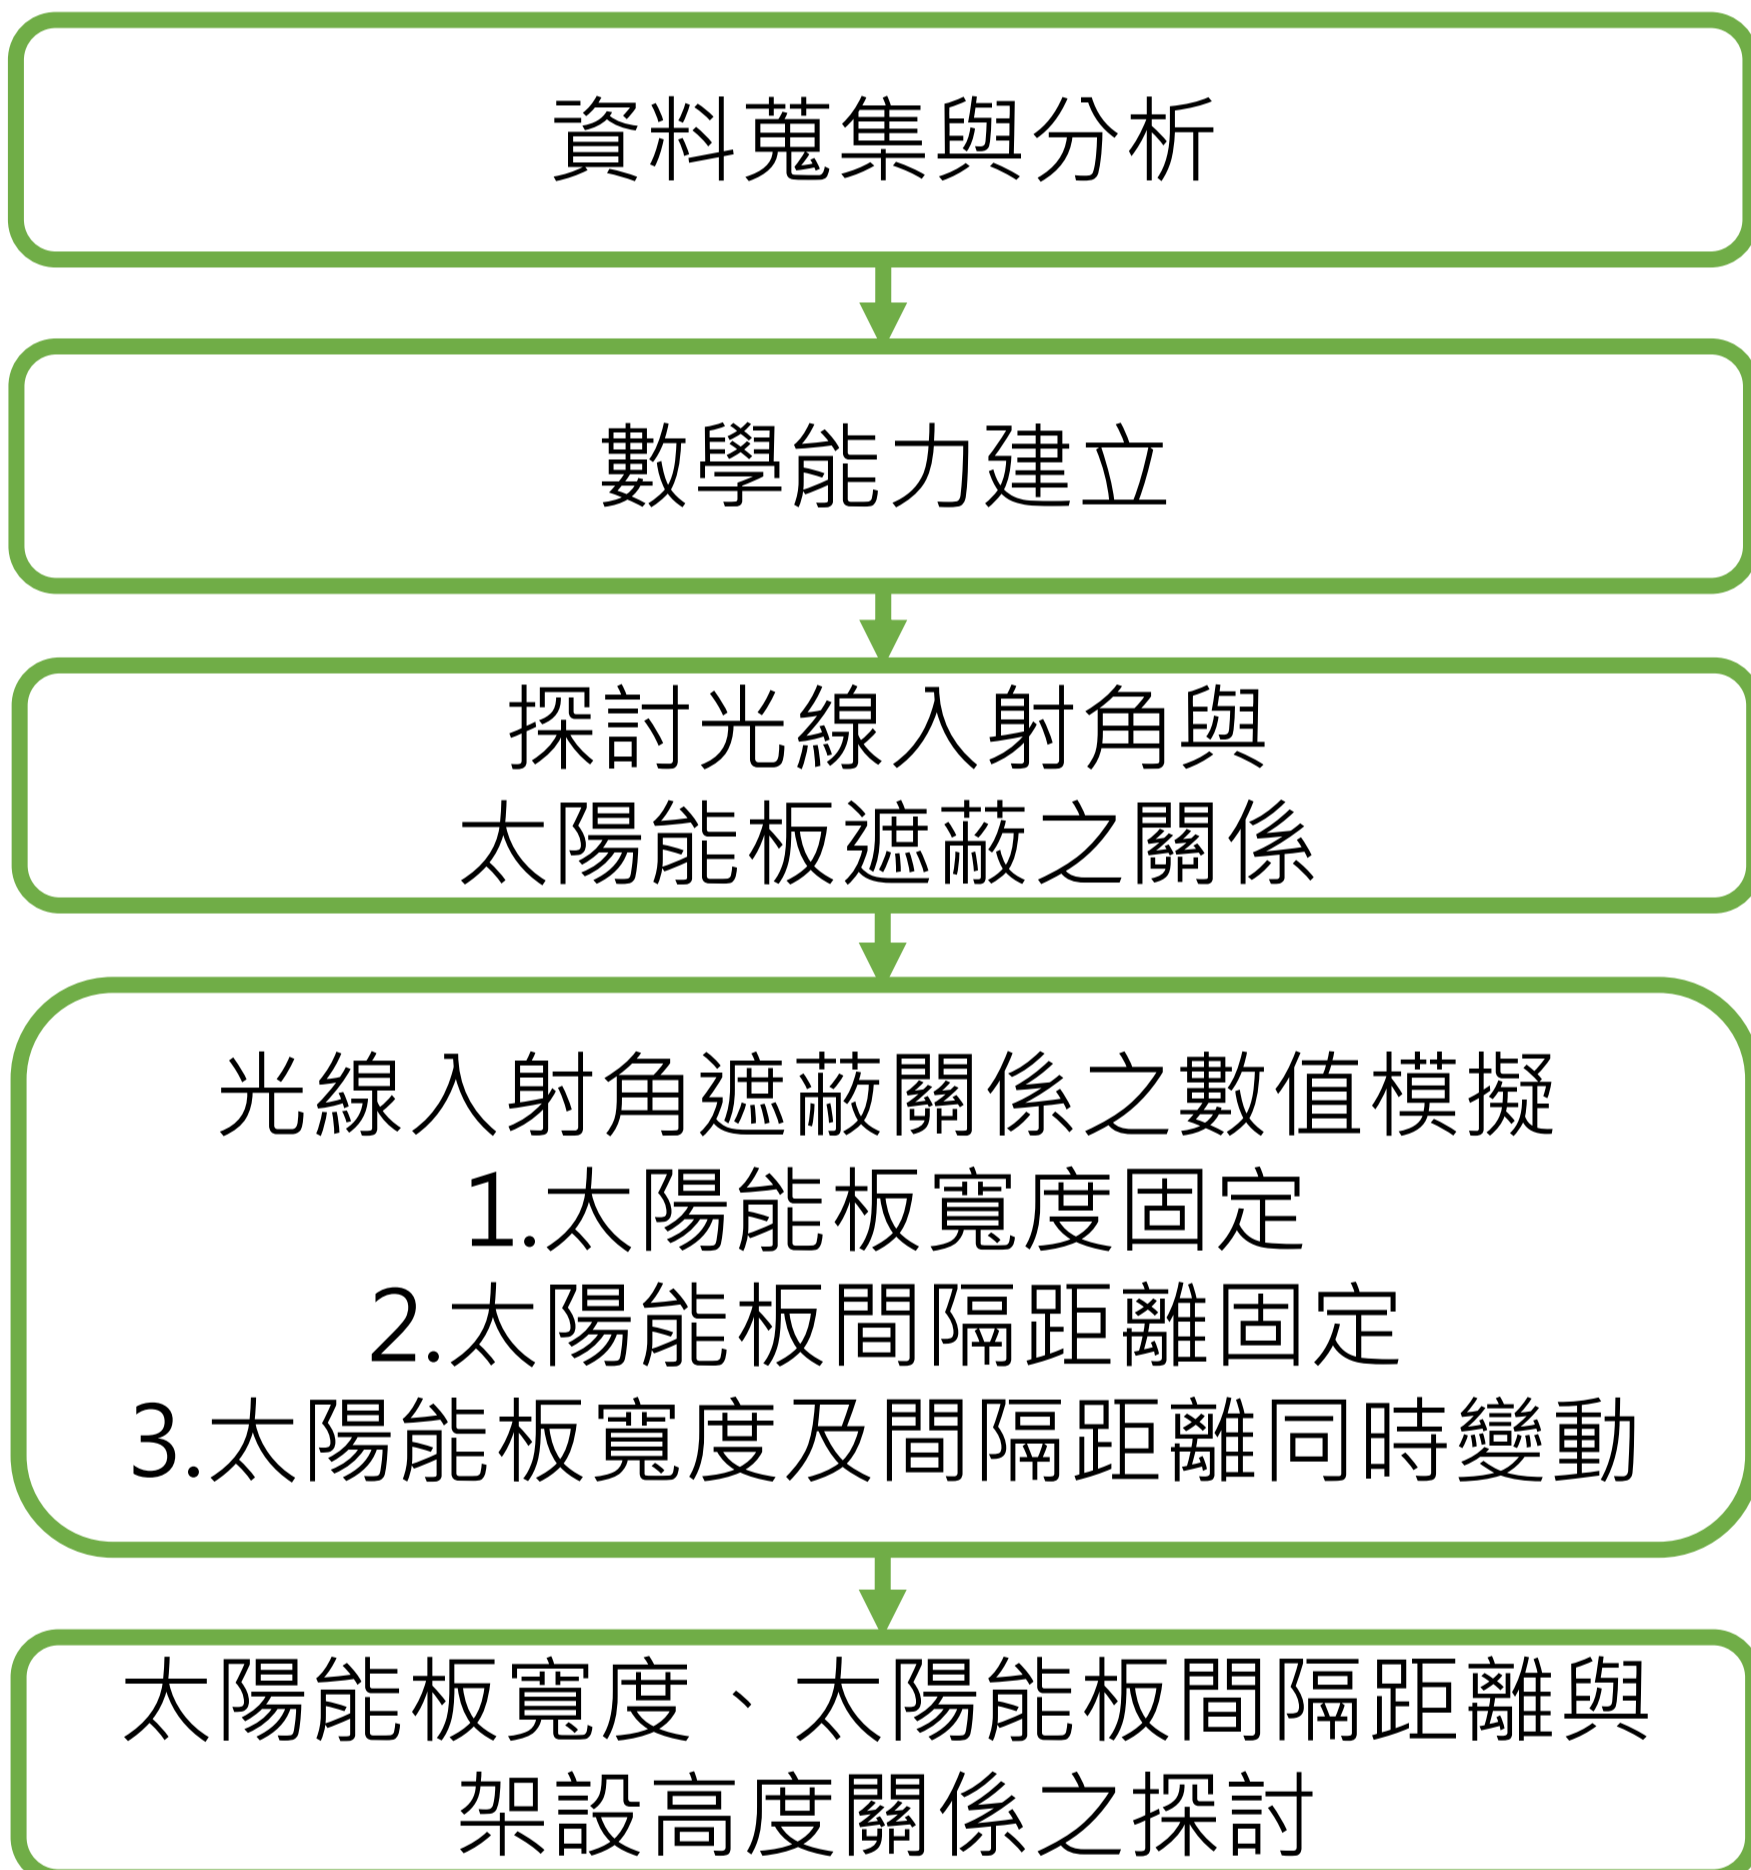 資料蒐集與分析
數學能力建立
探討光線入射角與
太陽能板遮蔽之關係
光線入射角遮蔽關係之數值模擬
1.太陽能板寬度固定
2.太陽能板間隔距離固定
3.太陽能板寬度及間隔距離同時變動
太陽能板寬度、太陽能板間隔距離與
架設高度關係之探討